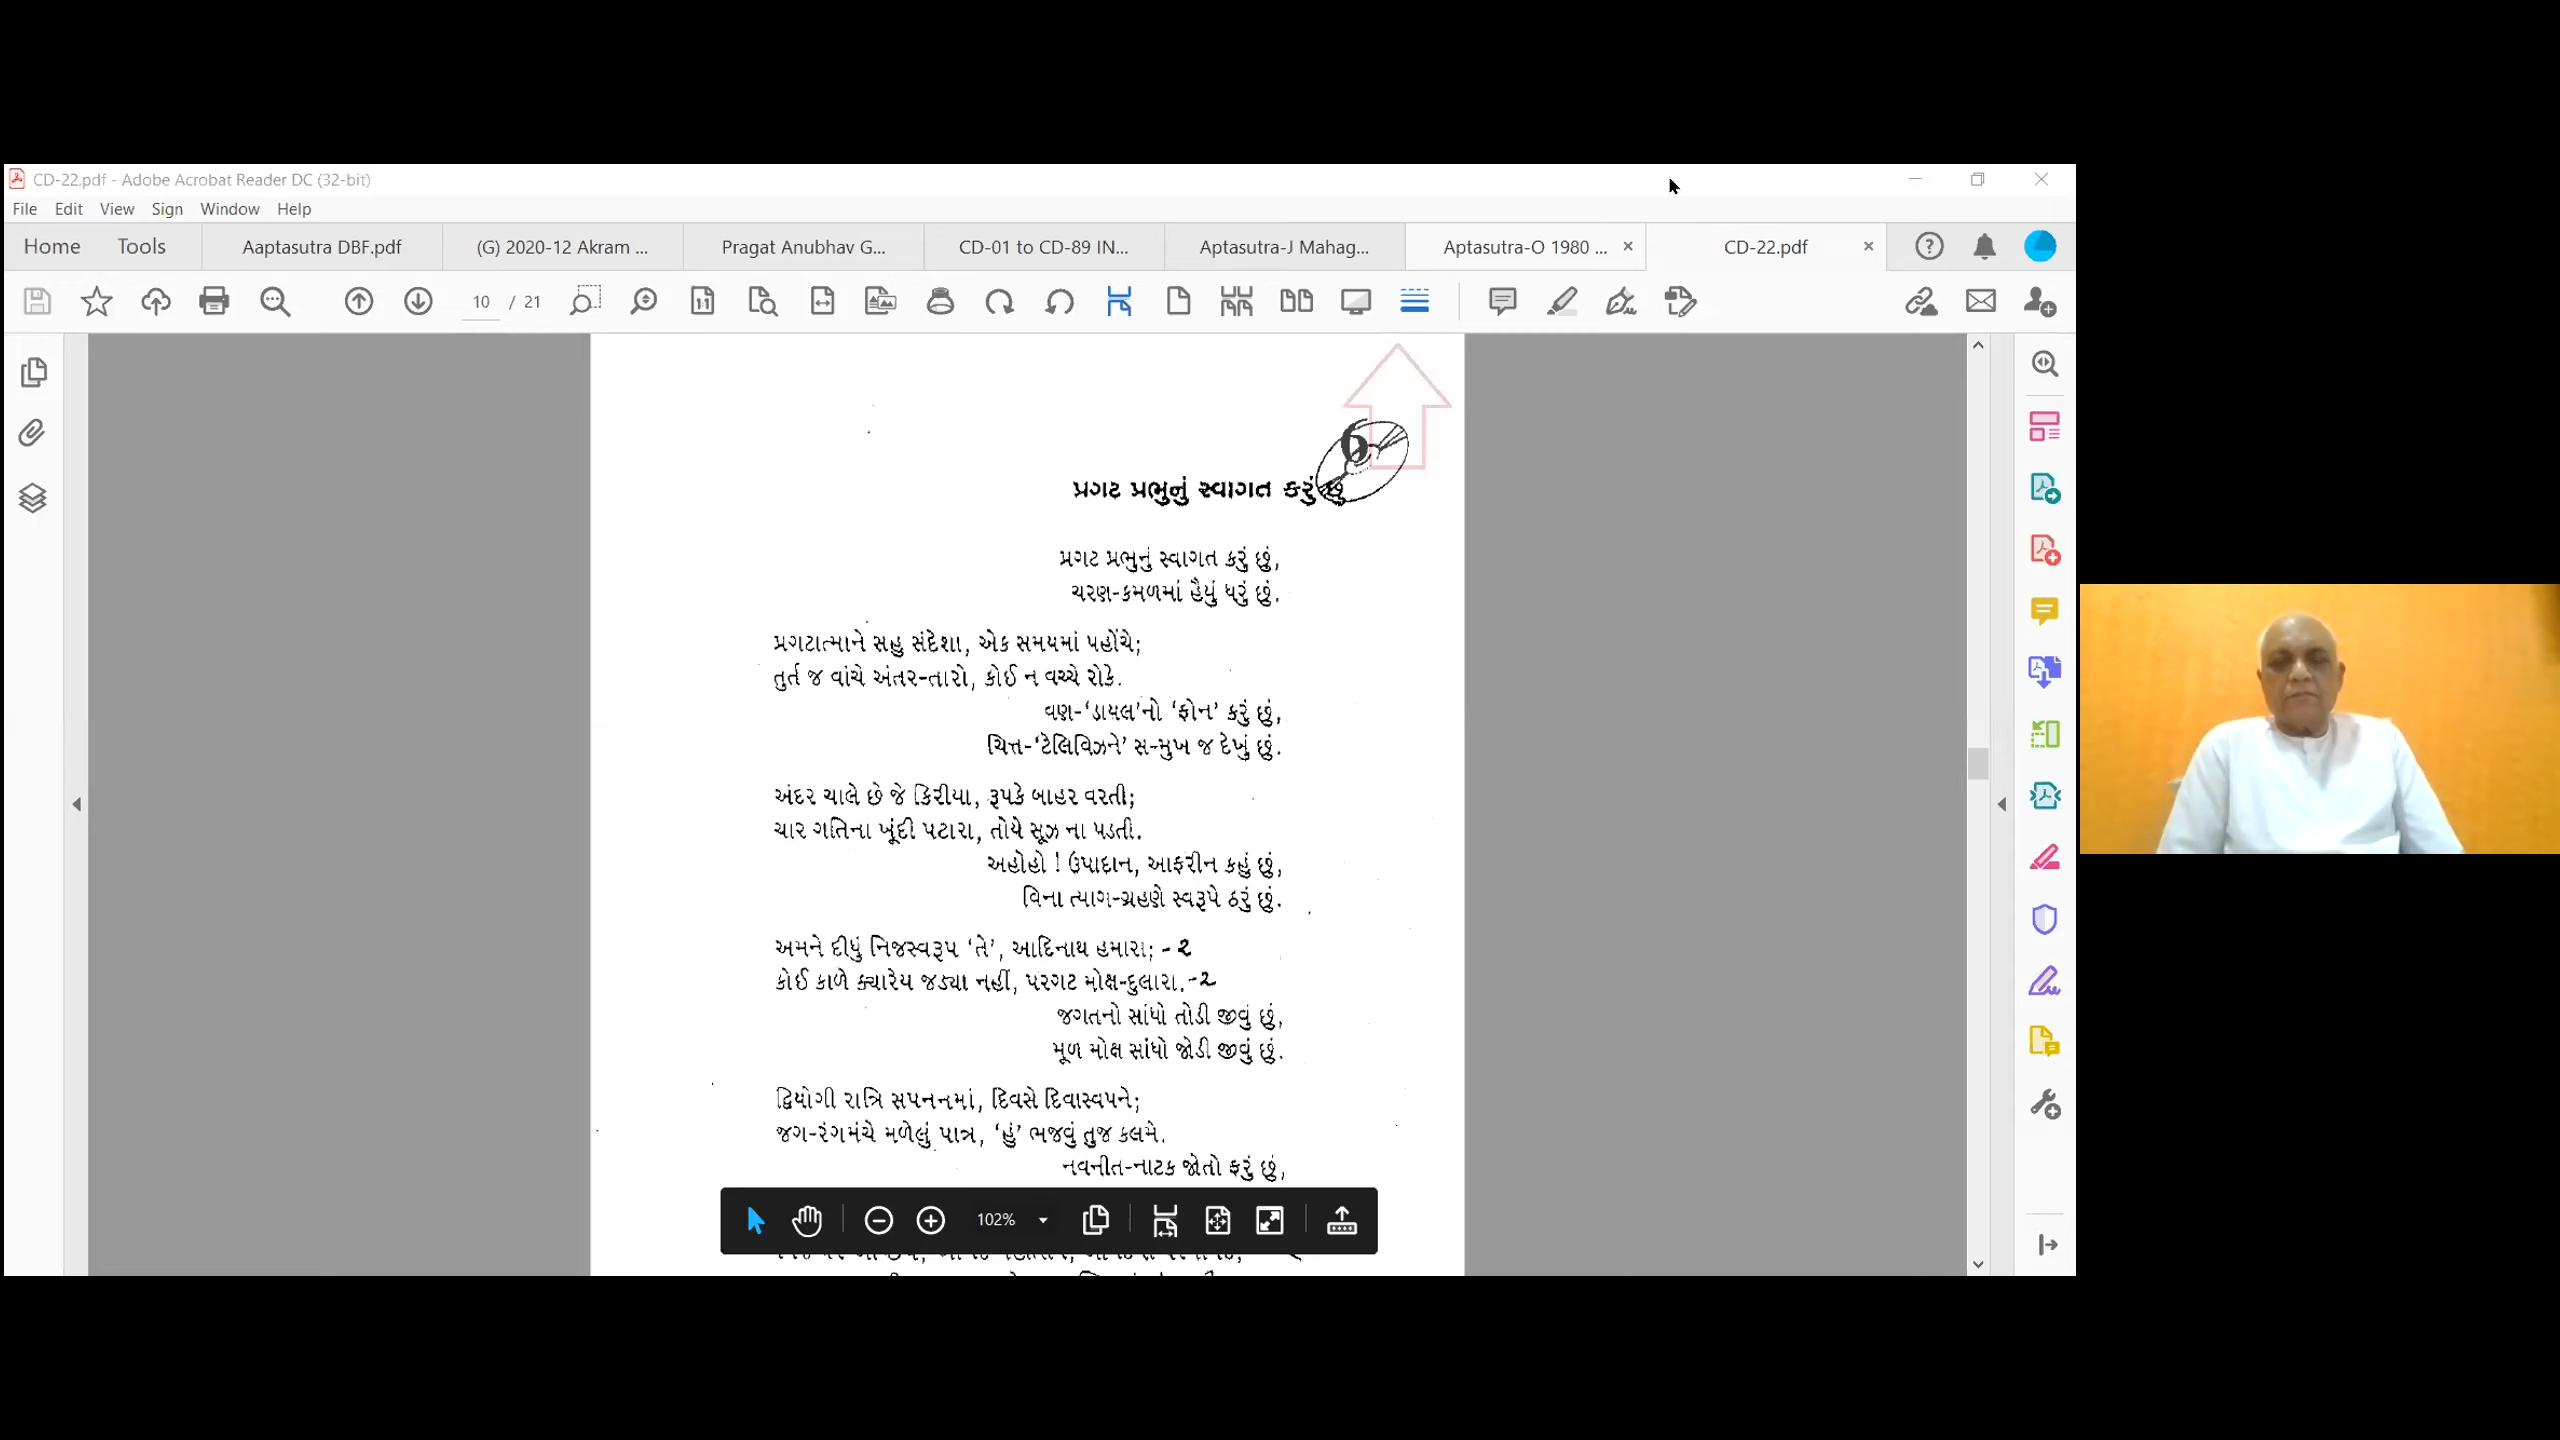 CD-22.pdf - Adobe Acrobat Reader DC (32-bit)
File Edit View Sign Window Help
Home Tools Aaptasutra DBF.pdf (G) 2020-12 Akram ... Pragat Anubhav G... CD-01 to CD-89 IN... Aptasutra-J Mahag... Aptasutra-O 1980 ... CD-22.pdf
10 / 21
6
પ્રગટ પ્રભુનું સ્વાગત કરું છું
પ્રગટ પ્રભુનું સ્વાગત કરું છું,
ચરણ-કમળમાં હૈયું ધરું છું.
પ્રગટાત્માને સહુ સંદેશા, એક સમયમાં પહોંચે;
તુર્ત જ વાંચે અંતર-તારો, કોઈ ન વચ્ચે રોકે.
વણ-‘ડાયલ’નો ‘ફોન’ કરું છું,
ચિત્ત-‘ટેલિવિઝને’ સન્મુખ જ દેખું છું.
અંદર ચાલે છે જે કિરીયા, રૂપકે બાહર વરતી;
ચાર ગતિના ખૂંદી પટારા, તોયે સૂઝ ના પડતી.
અહોહો ! ઉપાદાન, આફરીન કહું છું,
વિના ત્યાગ-ગ્રહણે સ્વરૂપે ઠરું છું.
અમને દીધું નિજસ્વરૂપ ‘તે’, આદિનાથ હમારા; -૨
કોઈ કાળે ક્યારેય જડ્યા નહીં, પરગટ મોક્ષ-દુલારા. -૨
જગતનો સાંધો તોડી જીવું છું,
મૂળ મોક્ષ સાંધો જોડી જીવું છું.
દ્વિયોગી રાત્રિ સપનનમાં, દિવસે દિવાસ્વપને;
જગ-રંગમંચે મળેલું પાત્ર, ‘હું’ ભજવું તુજ કલમે.
નવનીત-નાટક જોતો ફરું છું,
102%